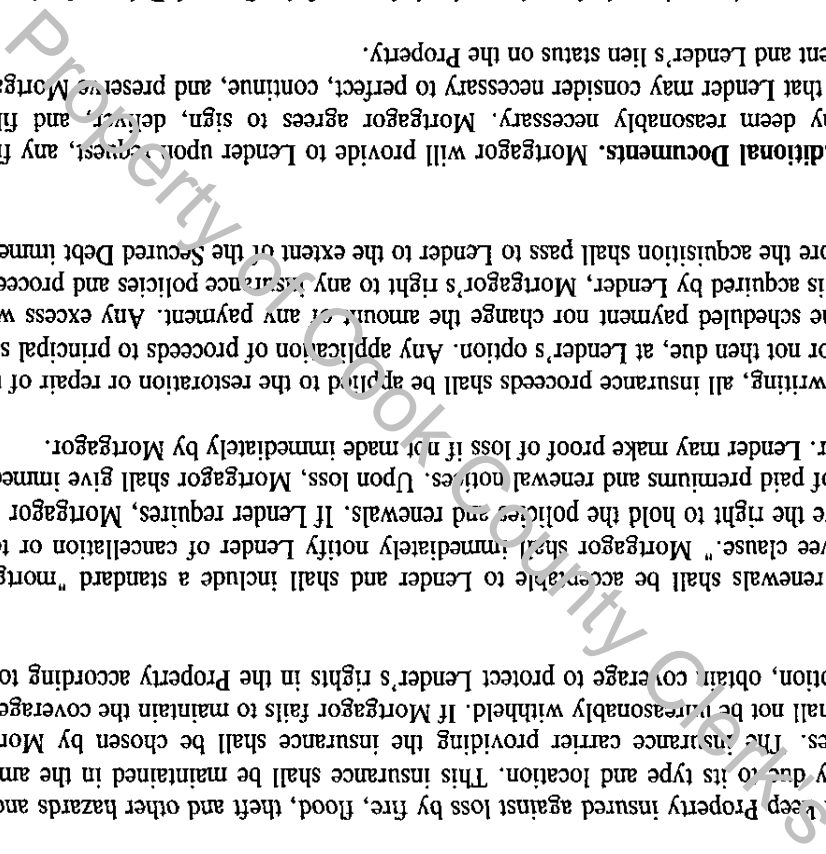 keep Property insured against loss by fire, flood, theft and other hazards and
y due to its type and location. This insurance shall be maintained in the am
es. The insurance carrier providing the insurance shall be chosen by Mor
hall not be unreasonably withheld. If Mortgagor fails to maintain the coverage
otion, obtain coverage to protect Lender's rights in the Property according to
renewals shall be acceptable to Lender and shall include a standard "mortg
ee clause." Mortgagor shall immediately notify Lender of cancellation or te
e the right to hold the policies and renewals. If Lender requires, Mortgagor
of paid premiums and renewal notices. Upon loss, Mortgagor shall give immed
r. Lender may make proof of loss if not made immediately by Mortgagor.
writing, all insurance proceeds shall be applied to the restoration or repair of
or not then due, at Lender's option. Any application of proceeds to principal s
ne scheduled payment nor change the amount of any payment. Any excess w
is acquired by Lender, Mortgagor's right to any insurance policies and procee
ore the acquisition shall pass to Lender to the extent of the Secured Debt imme
ditional Documents. Mortgagor will provide to Lender upon request, any fi
y deem reasonably necessary. Mortgagor agrees to sign, deliver, and fil
that Lender may consider necessary to perfect, continue, and preserve Mortga
ent and Lender's lien status on the Property.
Property of Cook County Clerk's